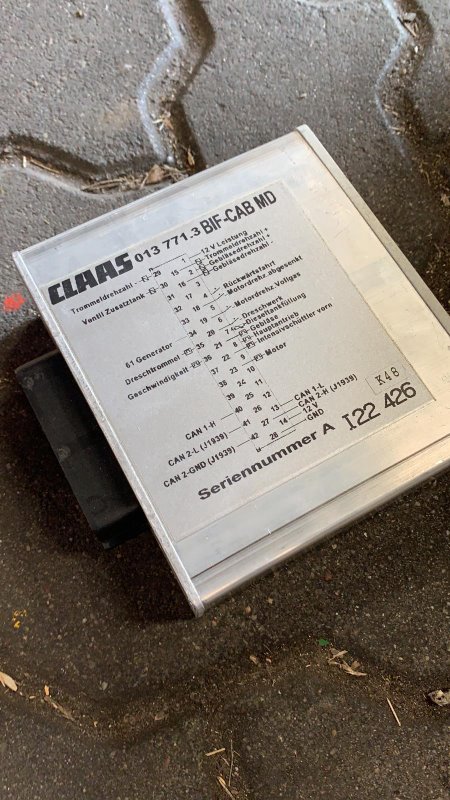 CLAAS 013 771.3 BIF-CAB MD
29 15 1 12 V Leistung
Trommeldrehzahl - 30 16 2 Trommeldrehzahl +
Ventil Zusatztank 31 17 3 Gebläsedrehzahl +
Gebläsedrehzahl -
32 18 4 Rückwärtsfahrt
33 19 5 Motordrehz. abgesenkt
34 20 6 Motordrehz. Vollgas
61 Generator 35 21 7 Dreschwerk
Dreschtrommel 36 22 8 Dieseltankfüllung
Geschwindigkeit 37 23 9 Gebläse
Hauptantrieb
Intensivschüttler vorn
38 24 10 Motor
39 25 11
40 26 12
CAN 1-H 41 27 13 CAN 1-L
CAN 2-L (J1939) 42 28 14 CAN 2-H (J1939)
CAN 2-GND (J1939) 12 V
GND
Seriennummer A I22 426
K48